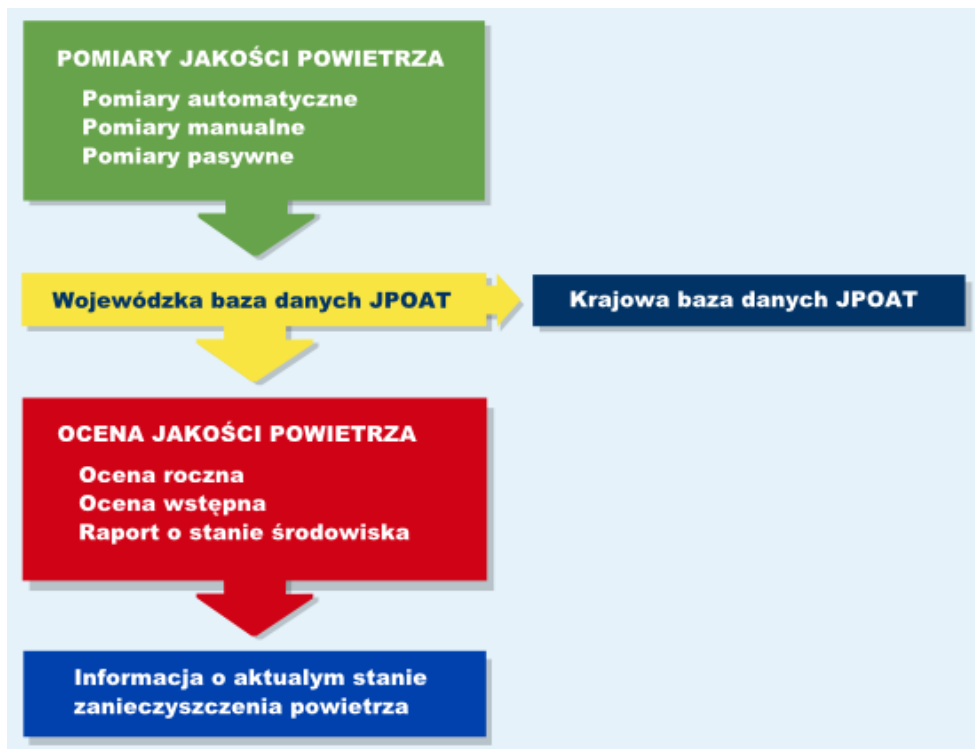 POMIARY JAKOŚCI POWIETRZA
Pomiary automatyczne
Pomiary manualne
Pomiary pasywne
Wojewódzka baza danych JPOAT
Krajowa baza danych JPOAT
OCENA JAKOŚCI POWIETRZA
Ocena roczna
Ocena wstępna
Raport o stanie środowiska
Informacja o aktualym stanie
zanieczyszczenia powietrza